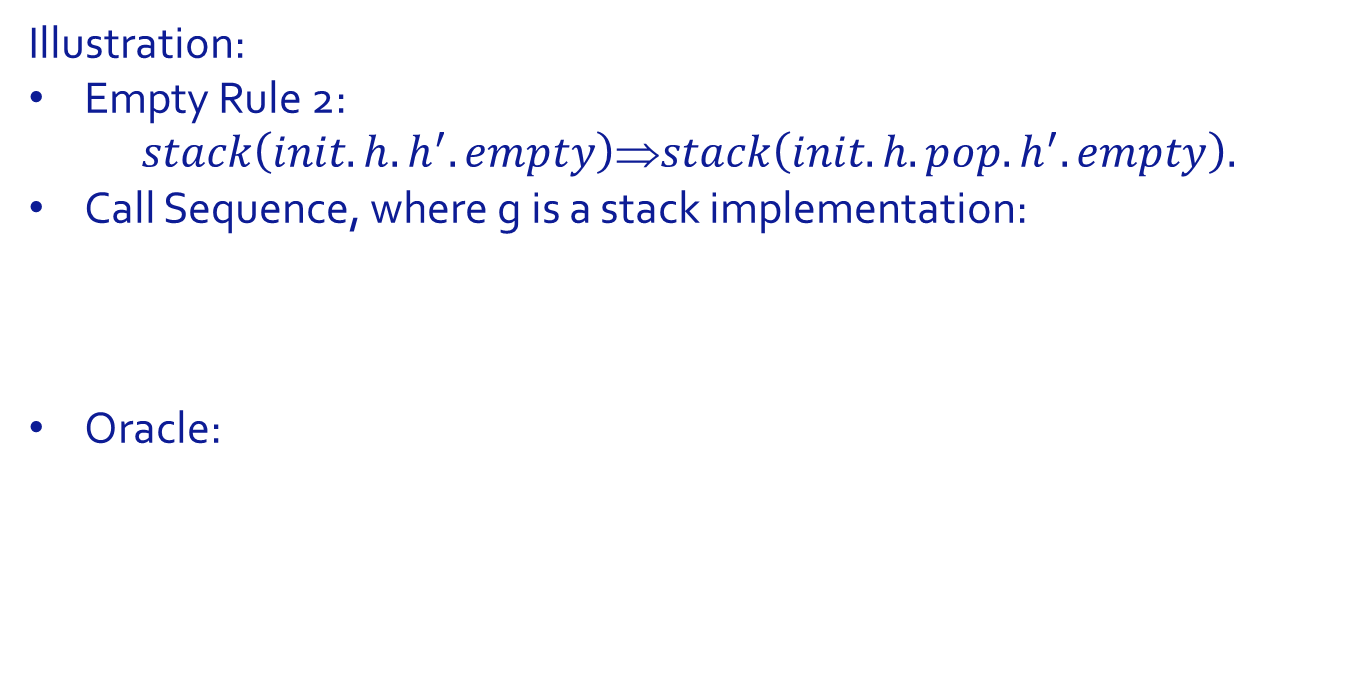 Illustration:
• Empty Rule 2:
stack(init. h. h′. empty)⇒stack(init. h. pop. h′. empty).
• Call Sequence, where g is a stack implementation:
• Oracle: